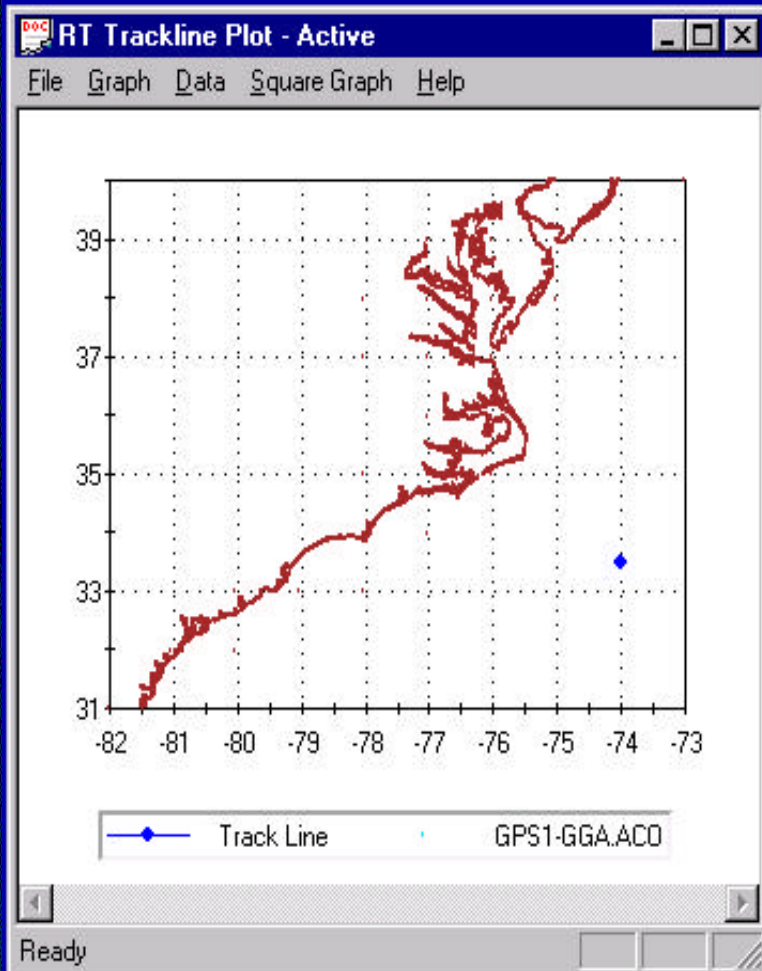 DOC
RT Trackline Plot - Active
File Graph Data Square Graph Help
39
37
35
33
31
-82 -81 -80 -79 -78 -77 -76 -75 -74 -73
Track Line GPS1-GGA.ACO
Ready